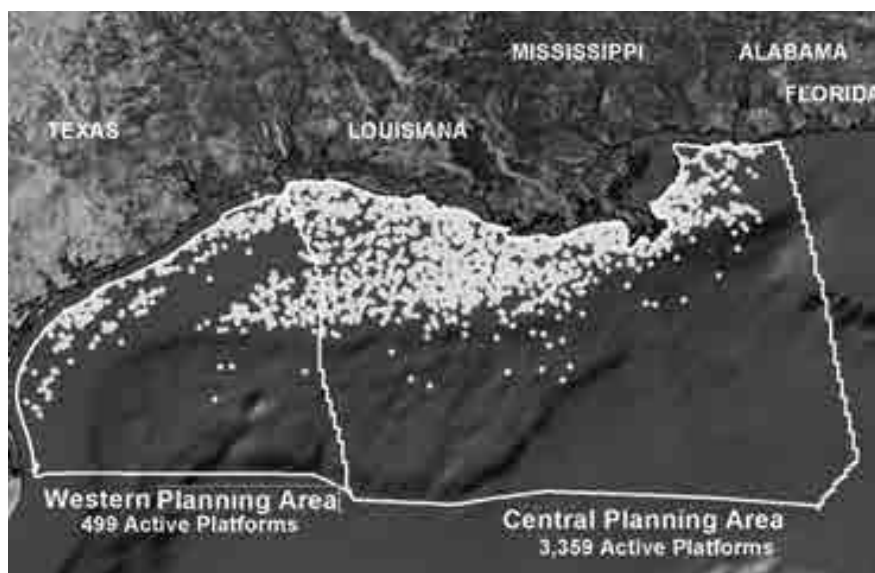 MISSISSIPPI
ALABAMA
FLORIDA
TEXAS
LOUISIANA
Western Planning Area
499 Active Platforms
Central Planning Area
3,359 Active Platforms